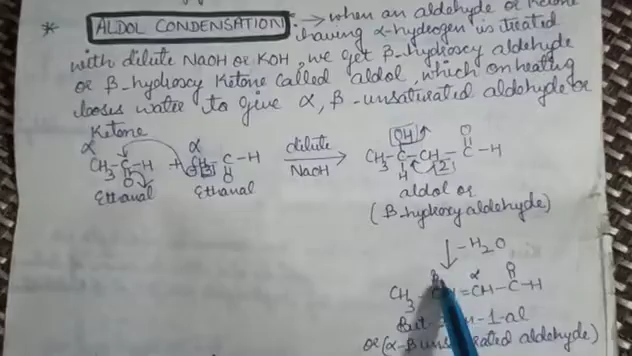 * ALDOL CONDENSATION :-> when an aldehyde or Ketone
having α-hydrogen is treated
with dilute NaOH or KOH, we get β-hydroxy aldehyde
or β-hydroxy Ketone called aldol, which on heating
looses water to give α, β-unsaturated aldehyde or
Ketone
α α
CH3-C-H + CH3-C-H dilute NaOH CH3-C-CH-C-H
O O OH H 2 O
Ethanal Ethanal aldol or
(β-hydroxy aldehyde)
-H2O
β α O
CH3-CH=CH-C-H
But-2-en-1-al
or (α-β unsaturated aldehyde)